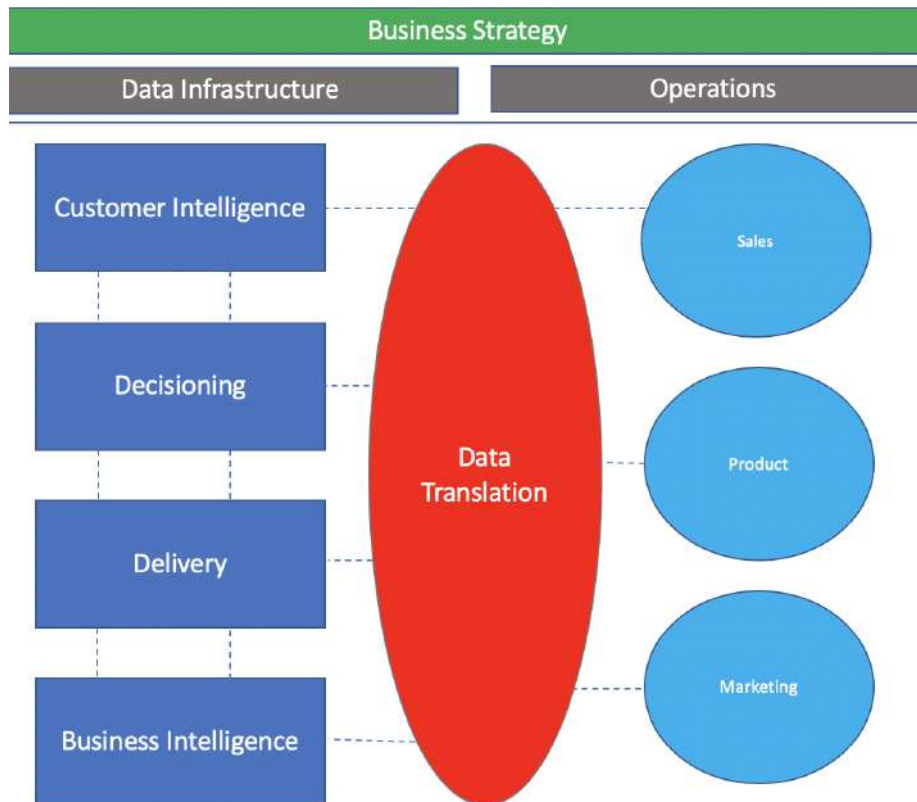 Business Strategy
Data Infrastructure
Operations
Customer Intelligence
Sales
Decisioning
Data
Translation
Product
Delivery
Marketing
Business Intelligence